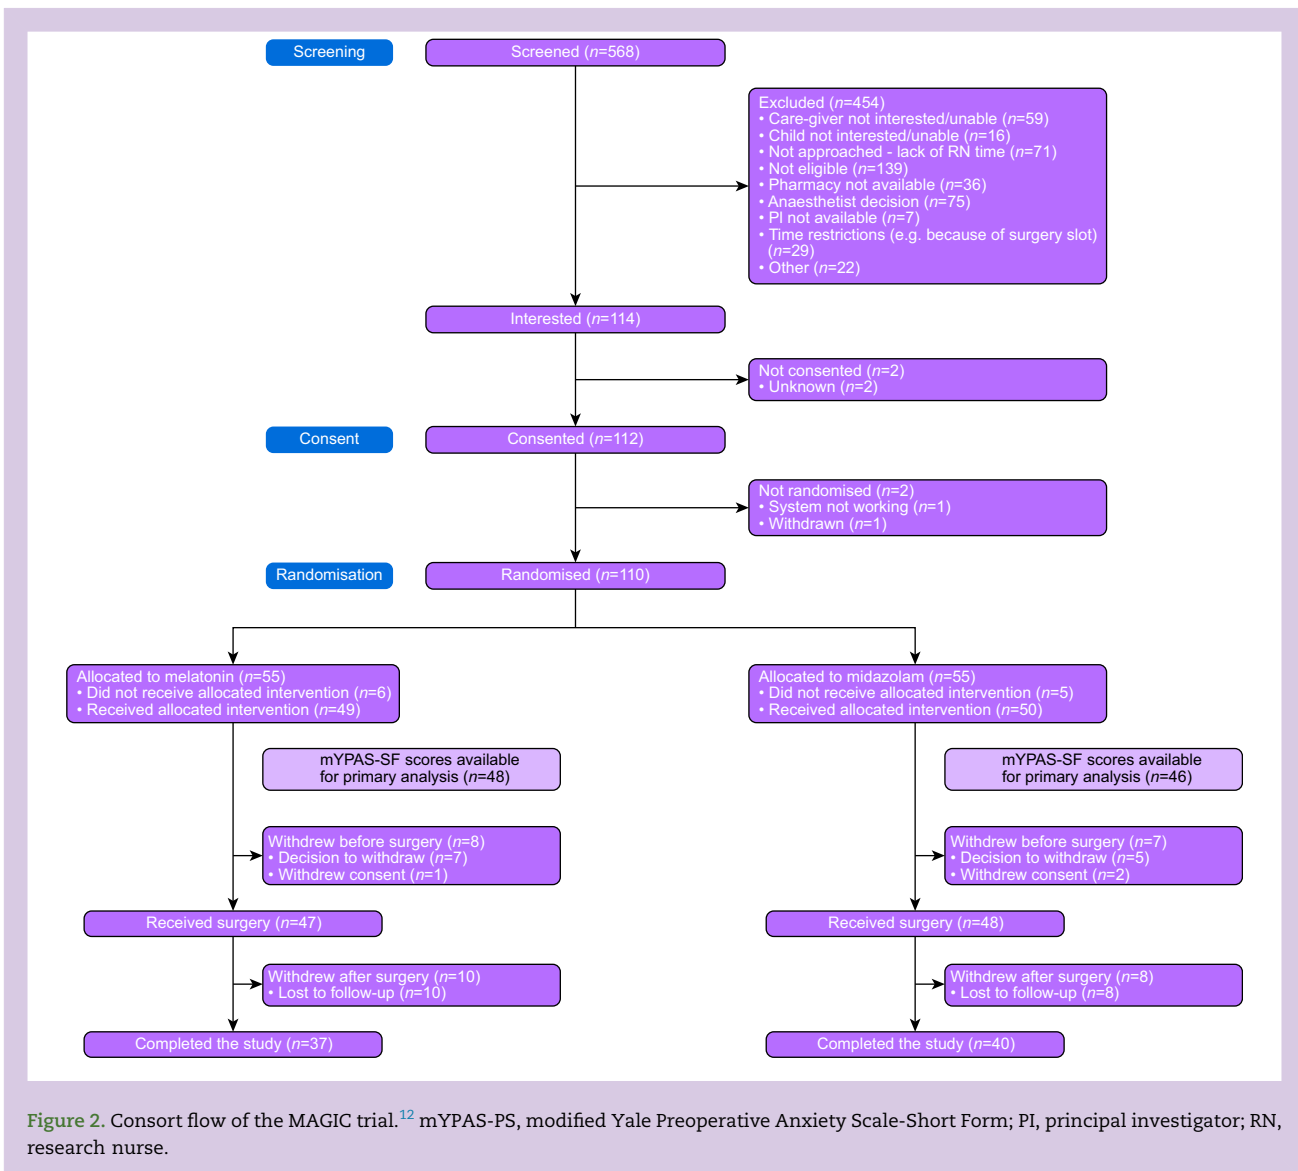 Screening
Screened (n=568)
Excluded (n=454)
• Care-giver not interested/unable (n=59)
• Child not interested/unable (n=16)
• Not approached - lack of RN time (n=71)
• Not eligible (n=139)
• Pharmacy not available (n=36)
• Anaesthetist decision (n=75)
• PI not available (n=7)
• Time restrictions (e.g. because of surgery slot)
(n=29)
• Other (n=22)
Interested (n=114)
Not consented (n=2)
• Unknown (n=2)
Consent
Consented (n=112)
Not randomised (n=2)
• System not working (n=1)
• Withdrawn (n=1)
Randomisation
Randomised (n=110)
Allocated to melatonin (n=55)
• Did not receive allocated intervention (n=6)
• Received allocated intervention (n=49)
Allocated to midazolam (n=55)
• Did not receive allocated intervention (n=5)
• Received allocated intervention (n=50)
mYPAS-SF scores available
for primary analysis (n=48)
mYPAS-SF scores available
for primary analysis (n=46)
Withdrew before surgery (n=8)
• Decision to withdraw (n=7)
• Withdrew consent (n=1)
Withdrew before surgery (n=7)
• Decision to withdraw (n=5)
• Withdrew consent (n=2)
Received surgery (n=47)
Received surgery (n=48)
Withdrew after surgery (n=10)
• Lost to follow-up (n=10)
Withdrew after surgery (n=8)
• Lost to follow-up (n=8)
Completed the study (n=37)
Completed the study (n=40)
Figure 2. Consort flow of the MAGIC trial.12 mYPAS-PS, modified Yale Preoperative Anxiety Scale-Short Form; PI, principal investigator; RN,
research nurse.